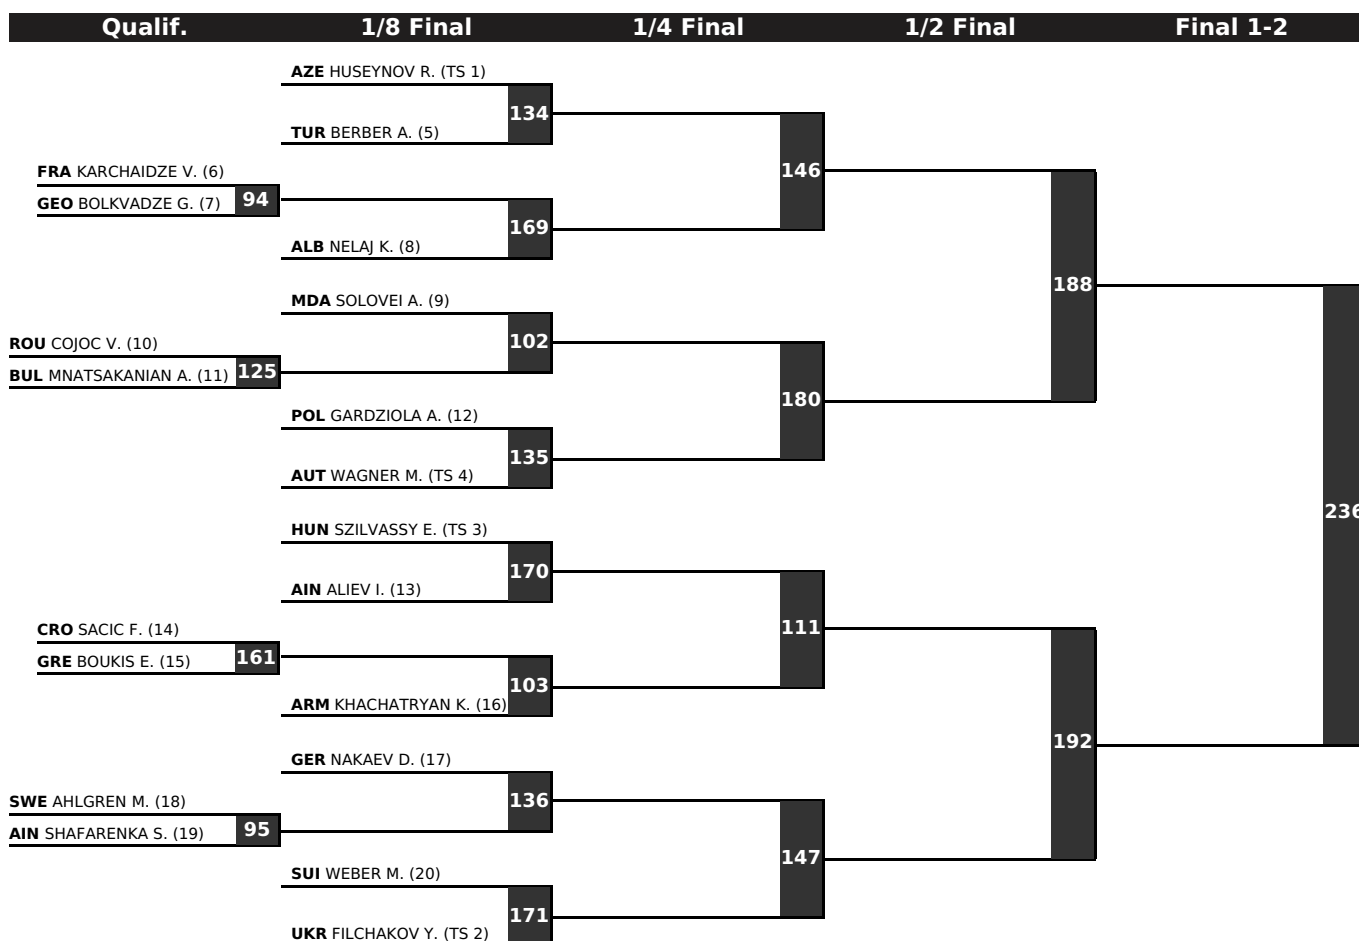 Qualif. 1/8 Final 1/4 Final 1/2 Final Final 1-2
AZE HUSEYNOV R. (TS 1)
134
TUR BERBER A. (5)
146
FRA KARCHAIDZE V. (6)
GEO BOLKVADZE G. (7) 94
169
ALB NELAJ K. (8)
188
MDA SOLOVEI A. (9)
102
ROU COJOC V. (10)
BUL MNATSAKANIAN A. (11) 125
180
POL GARDZIOLA A. (12)
135
AUT WAGNER M. (TS 4)
236
HUN SZILVASSY E. (TS 3)
170
AIN ALIEV I. (13)
111
CRO SACIC F. (14)
GRE BOUKIS E. (15) 161
103
ARM KHACHATRYAN K. (16)
192
GER NAKAEV D. (17)
136
SWE AHLGREN M. (18)
AIN SHAFARENKA S. (19) 95
147
SUI WEBER M. (20)
171
UKR FILCHAKOV Y. (TS 2)